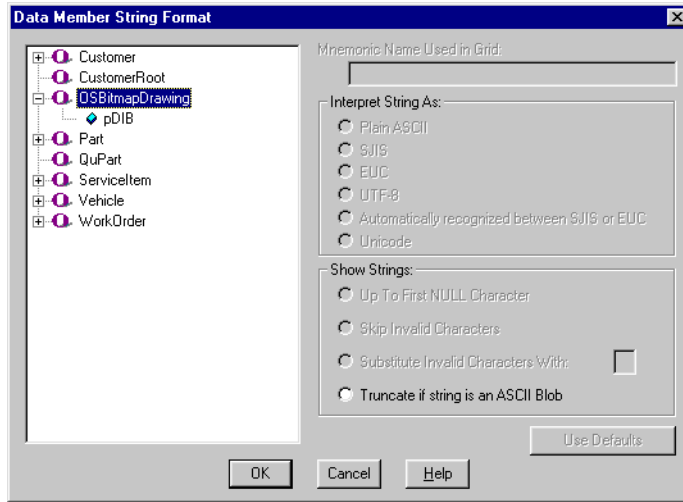 Data Member String Format
Customer
CustomerRoot
OSBitmapDrawing
pDIB
Part
QuPart
ServiceItem
Vehicle
WorkOrder
Mnemonic Name Used in Grid:
Interpret String As:
Plain ASCII
SJIS
EUC
UTF-8
Automatically recognized between SJIS or EUC
Unicode
Show Strings:
Up To First NULL Character
Skip Invalid Characters
Substitute Invalid Characters With:
Truncate if string is an ASCII Blob
Use Defaults
OK Cancel Help